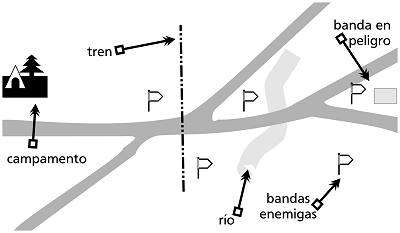 banda en
peligro
tren
campamento
río
bandas
enemigas